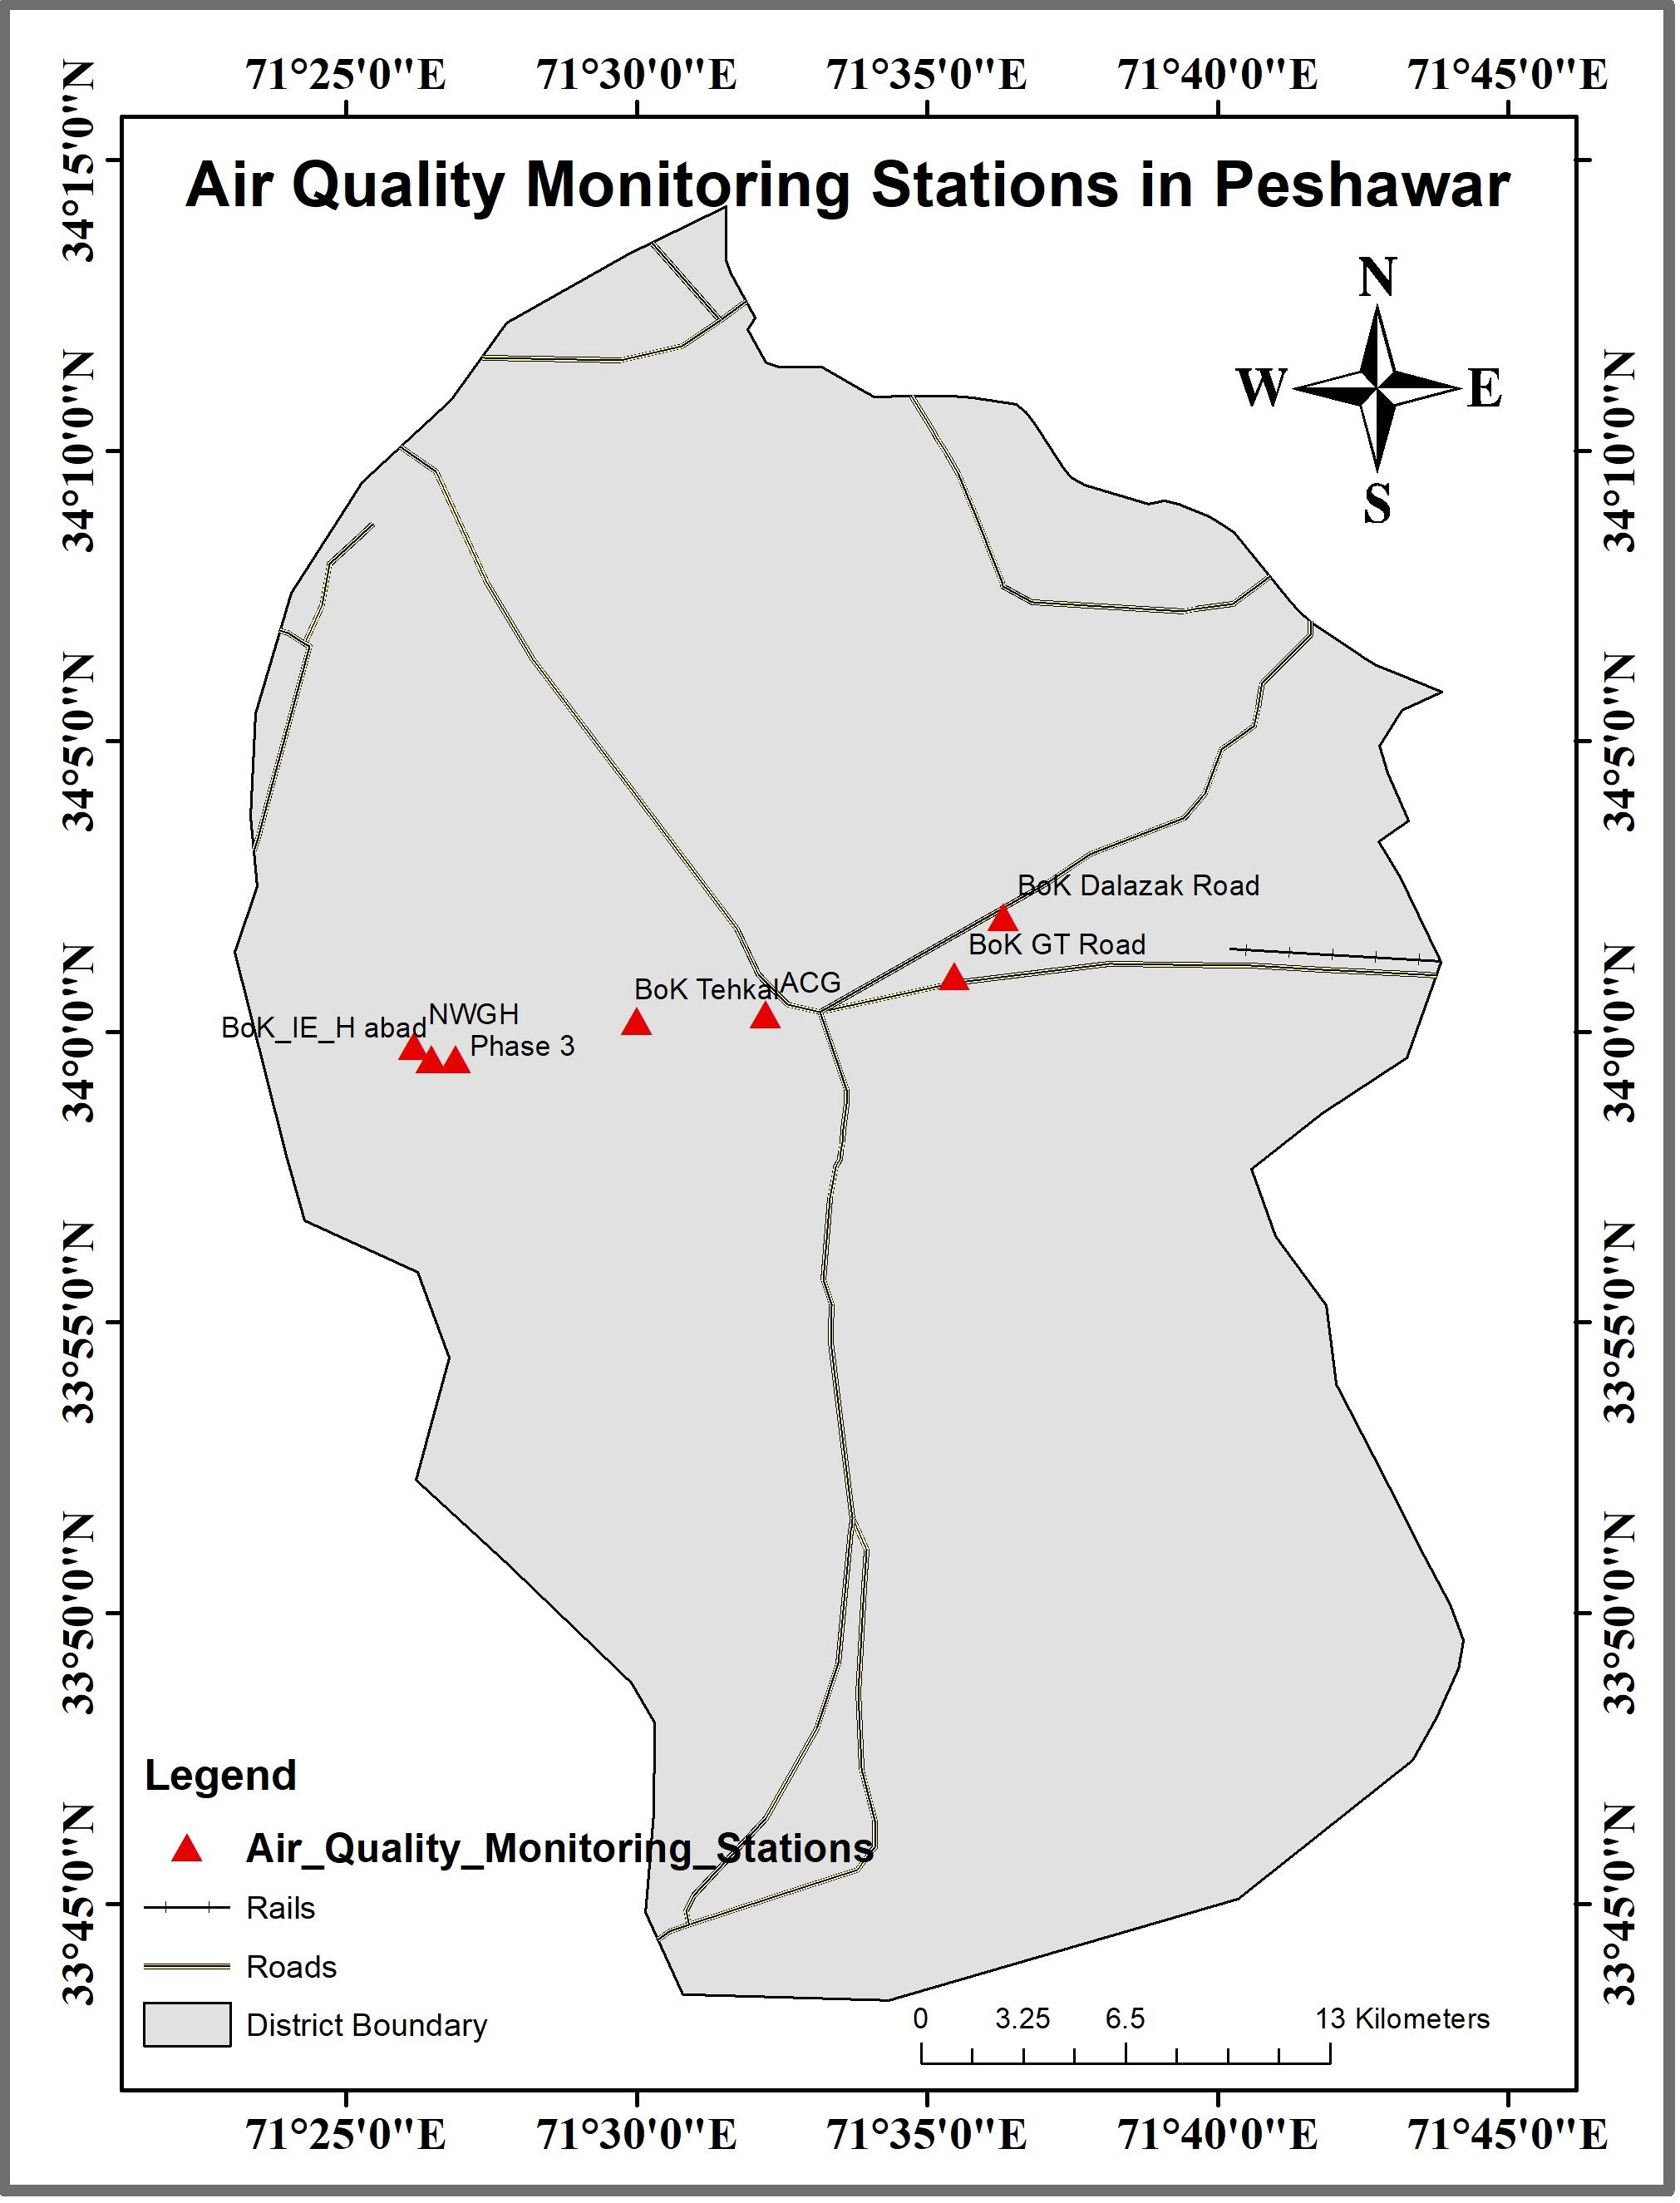 71°25'0"E 71°30'0"E 71°35'0"E 71°40'0"E 71°45'0"E
Air Quality Monitoring Stations in Peshawar
N
W E
S
34°15'0"N
34°10'0"N 34°10'0"N
34°5'0"N 34°5'0"N
34°0'0"N 34°0'0"N
33°55'0"N 33°55'0"N
33°50'0"N 33°50'0"N
33°45'0"N 33°45'0"N
BoK Dalazak Road
BoK GT Road
BoK Tehkal ACG
NWGH
BoK_IE_H abad
Phase 3
Legend
Air_Quality_Monitoring_Stations
Rails
Roads
District Boundary
0 3.25 6.5 13 Kilometers
71°25'0"E 71°30'0"E 71°35'0"E 71°40'0"E 71°45'0"E